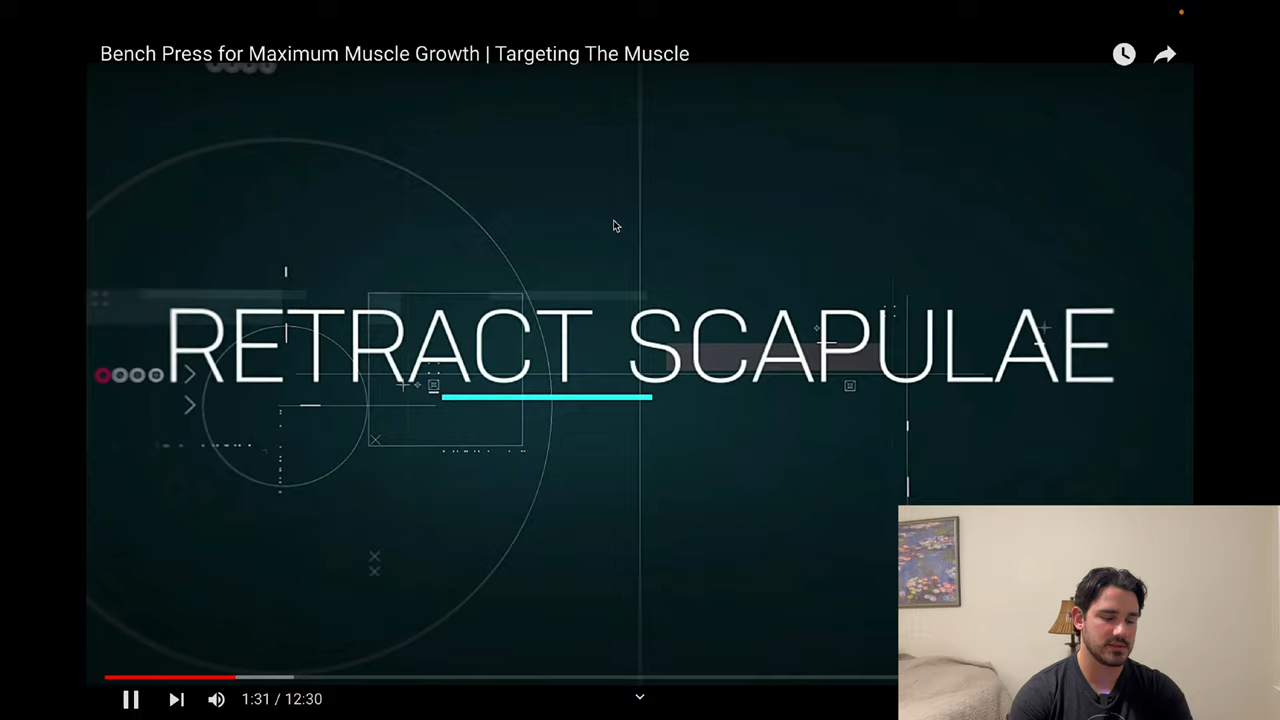 Bench Press for Maximum Muscle Growth | Targeting The Muscle
RETRACT SCAPULAE
1:31 / 12:30